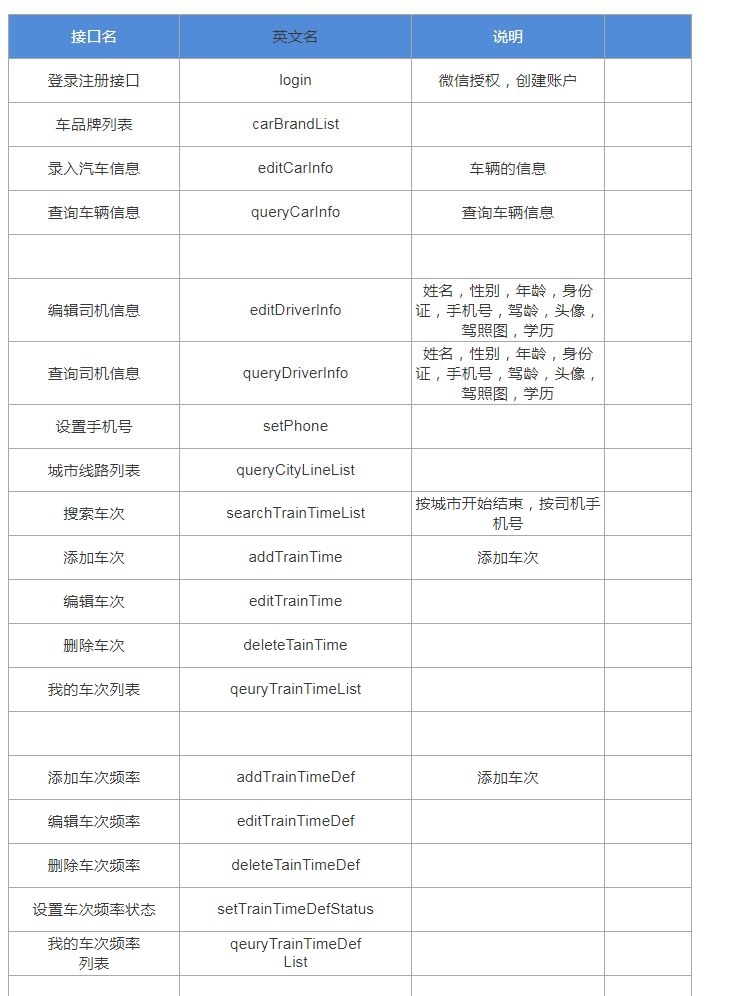 接口名 英文名 说明
登录注册接口 login 微信授权，创建账户
车品牌列表 carBrandList
录入汽车信息 editCarInfo 车辆的信息
查询车辆信息 queryCarInfo 查询车辆信息
编辑司机信息 editDriverInfo 姓名，性别，年龄，身份
证，手机号，驾龄，头像，
驾照图，学历
查询司机信息 queryDriverInfo 姓名，性别，年龄，身份
证，手机号，驾龄，头像，
驾照图，学历
设置手机号 setPhone
城市线路列表 queryCityLineList
搜索车次 searchTrainTimeList 按城市开始结束，按司机手
机号
添加车次 addTrainTime 添加车次
编辑车次 editTrainTime
删除车次 deleteTainTime
我的车次列表 qeuryTrainTimeList
添加车次频率 addTrainTimeDef 添加车次
编辑车次频率 editTrainTimeDef
删除车次频率 deleteTainTimeDef
设置车次频率状态 setTrainTimeDefStatus
我的车次频率 qeuryTrainTimeDef
列表 List